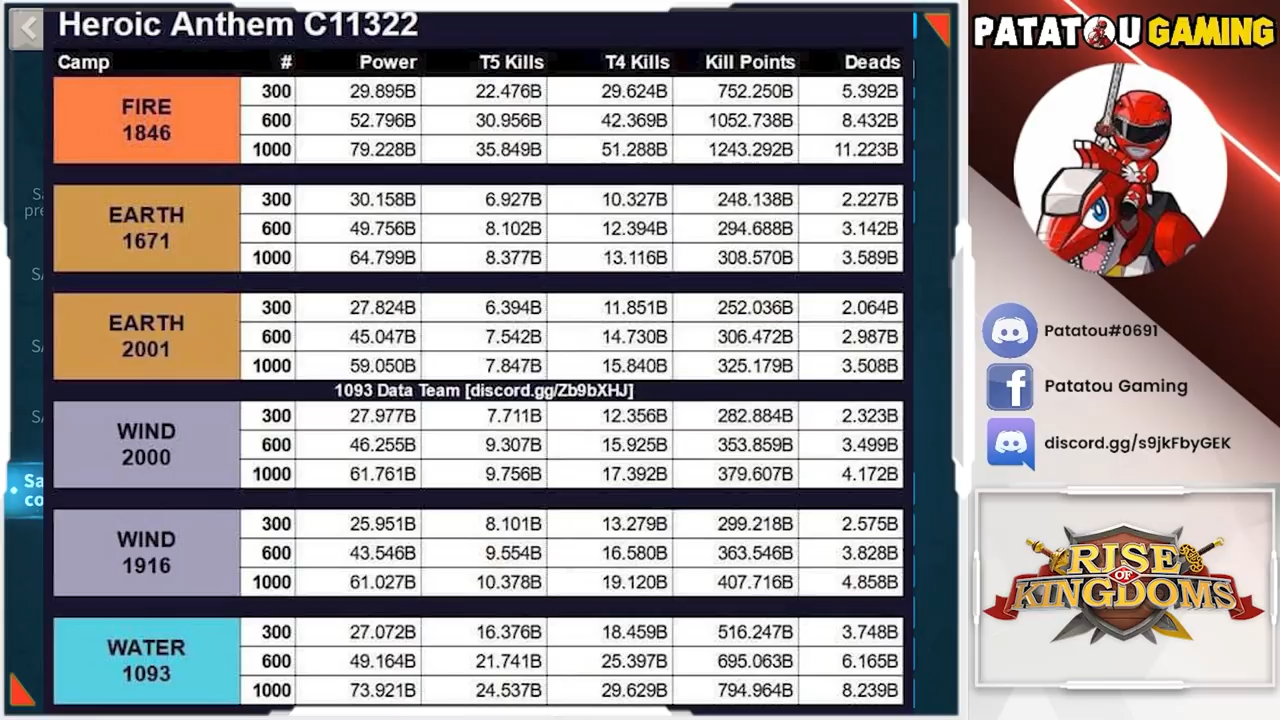 Heroic Anthem C11322
Camp # Power T5 Kills T4 Kills Kill Points Deads
FIRE
1846
300 29.895B 22.476B 29.624B 752.250B 5.392B
600 52.796B 30.956B 42.369B 1052.738B 8.432B
1000 79.228B 35.849B 51.288B 1243.292B 11.223B
EARTH
1671
300 30.158B 6.927B 10.327B 248.138B 2.227B
600 49.756B 8.102B 12.394B 294.688B 3.142B
1000 64.799B 8.377B 13.116B 308.570B 3.589B
EARTH
2001
300 27.824B 6.394B 11.851B 252.036B 2.064B
600 45.047B 7.542B 14.730B 306.472B 2.987B
1000 59.050B 7.847B 15.840B 325.179B 3.508B
1093 Data Team [discord.gg/Zb9bXHJ]
WIND
2000
300 27.977B 7.711B 12.356B 282.884B 2.323B
600 46.255B 9.307B 15.925B 353.859B 3.499B
1000 61.761B 9.756B 17.392B 379.607B 4.172B
WIND
1916
300 25.951B 8.101B 13.279B 299.218B 2.575B
600 43.546B 9.554B 16.580B 363.546B 3.828B
1000 61.027B 10.378B 19.120B 407.716B 4.858B
WATER
1093
300 27.072B 16.376B 18.459B 516.247B 3.748B
600 49.164B 21.741B 25.397B 695.063B 6.165B
1000 73.921B 24.537B 29.629B 794.964B 8.239B
PATATOU GAMING
Patatou#0691
Patatou Gaming
discord.gg/s9jkFbyGEK
RISE
OF
KINGDOMS